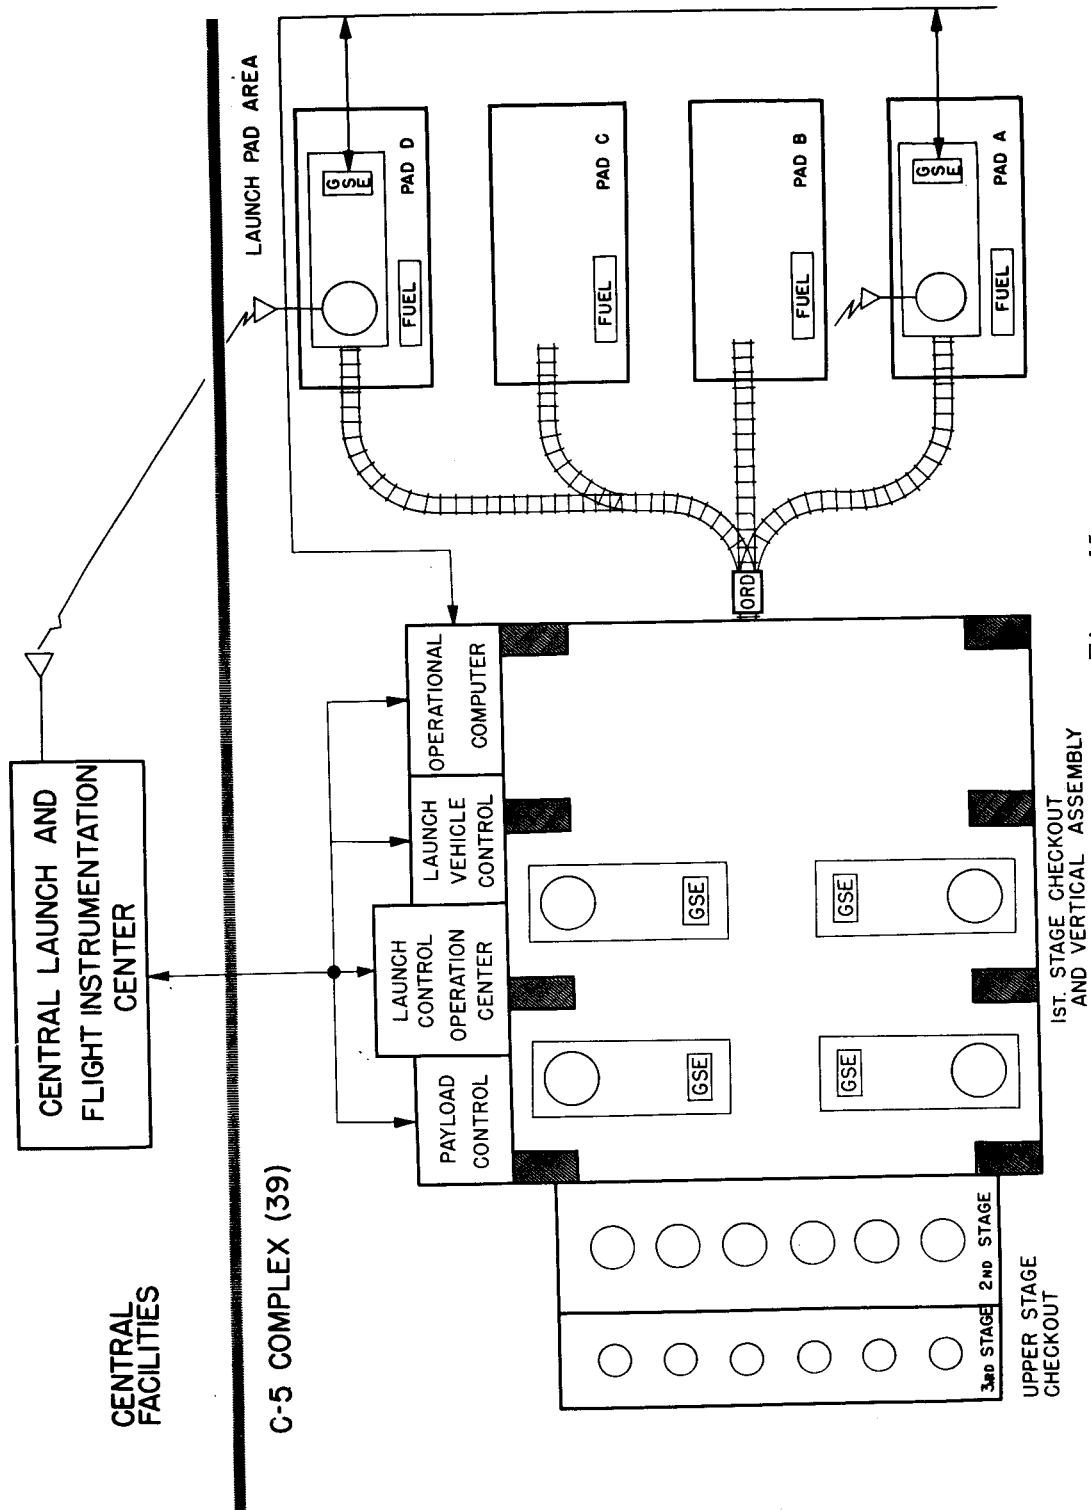 CENTRAL
FACILITIES
CENTRAL LAUNCH AND
FLIGHT INSTRUMENTATION
CENTER
C-5 COMPLEX (39)
LAUNCH PAD AREA
PAYLOAD
CONTROL
LAUNCH
CONTROL
OPERATION
CENTER
LAUNCH
VEHICLE
CONTROL
OPERATIONAL
COMPUTER
GSE
GSE
GSE
GSE
ORD
3RD STAGE
2ND STAGE
UPPER STAGE
CHECKOUT
1ST. STAGE CHECKOUT
AND VERTICAL ASSEMBLY
GSE
FUEL
PAD D
FUEL
PAD C
FUEL
PAD B
GSE
FUEL
PAD A